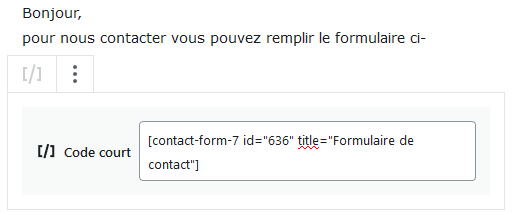 Bonjour,
pour nous contacter vous pouvez remplir le formulaire ci-
[/]
[/] Code court
[contact-form-7 id="636" title="Formulaire de
contact"]